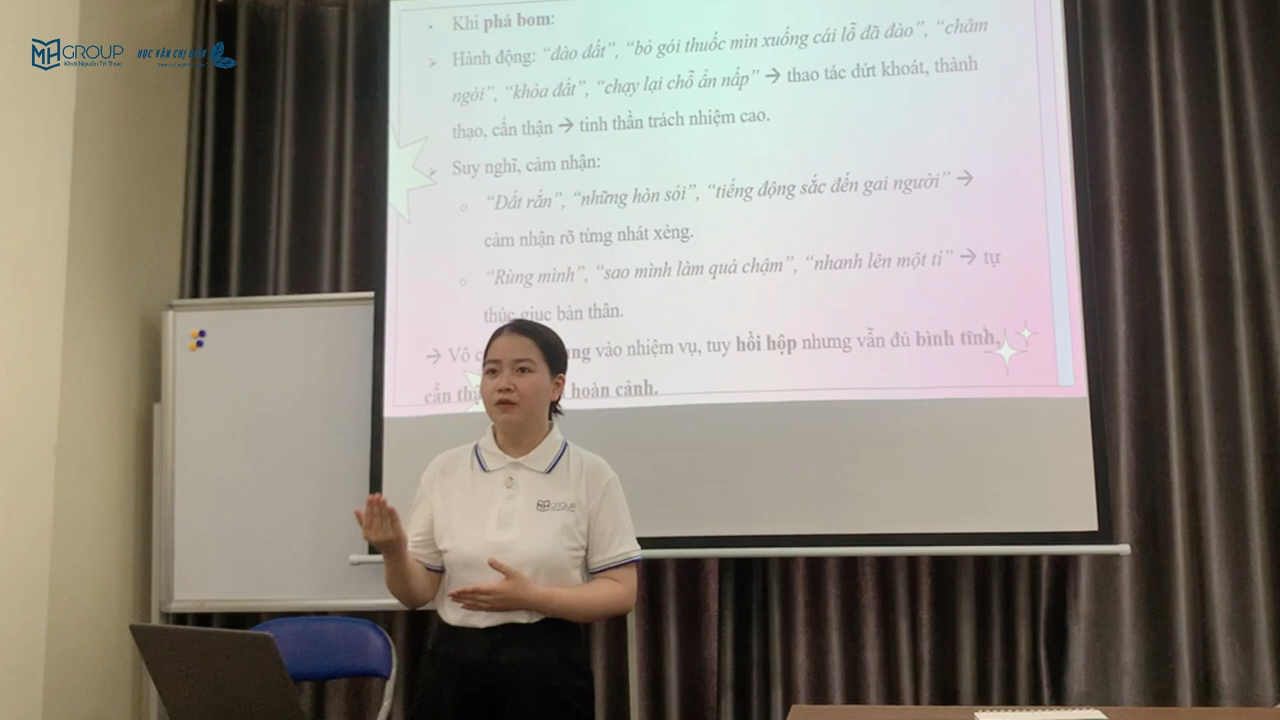 MH GROUP
Khơi Nguồn Tri Thức
HỌC VĂN CHỊ
Khi phá bom:
Hành động: “đào đất”, “bỏ gói thuốc mìn xuống cái lỗ đã đào”, “châm
ngòi”, “khỏa đất”, “chạy lại chỗ ẩn nấp” → thao tác dứt khoát, thành
thạo, cẩn thận → tinh thần trách nhiệm cao.
Suy nghĩ, cảm nhận:
“Đất rắn”, “những hòn sỏi”, “tiếng động sắc đến gai người” →
cảm nhận rõ từng nhát xẻng.
“Rùng mình”, “sao mình làm quá chậm”, “nhanh lên một tí” → tự
thúc giục bản thân.
→ Vô vào nhiệm vụ, tuy hồi hộp nhưng vẫn đủ bình tĩnh,
cẩn hoàn cảnh.
MH GROUP